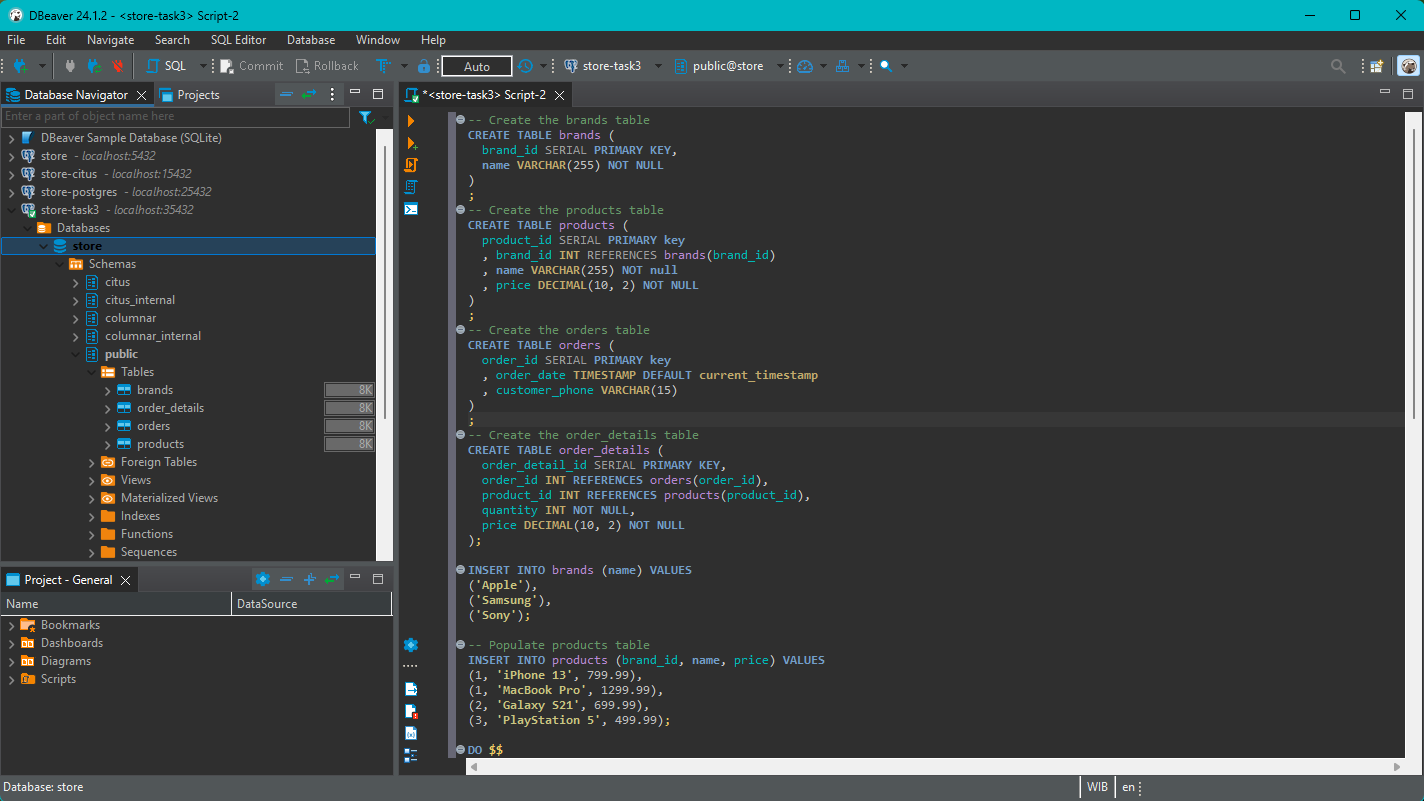 DBeaver 24.1.2 - <store-task3> Script-2
File Edit Navigate Search SQL Editor Database Window Help
SQL Commit Rollback Auto store-task3 public@store
Database Navigator Projects
Enter a part of object name here
DBeaver Sample Database (SQLite)
store - localhost:5432
store-citus - localhost:15432
store-postgres - localhost:25432
store-task3 - localhost:35432
Databases
store
Schemas
citus
citus_internal
columnar
columnar_internal
public
Tables
brands 8K
order_details 8K
orders 8K
products 8K
Foreign Tables
Views
Materialized Views
Indexes
Functions
Sequences
Project - General
Name DataSource
Bookmarks
Dashboards
Diagrams
Scripts
*<store-task3> Script-2
-- Create the brands table
CREATE TABLE brands (
brand_id SERIAL PRIMARY KEY,
name VARCHAR(255) NOT NULL
)
;
-- Create the products table
CREATE TABLE products (
product_id SERIAL PRIMARY key
, brand_id INT REFERENCES brands(brand_id)
, name VARCHAR(255) NOT null
, price DECIMAL(10, 2) NOT NULL
)
;
-- Create the orders table
CREATE TABLE orders (
order_id SERIAL PRIMARY key
, order_date TIMESTAMP DEFAULT current_timestamp
, customer_phone VARCHAR(15)
)
;
-- Create the order_details table
CREATE TABLE order_details (
order_detail_id SERIAL PRIMARY KEY,
order_id INT REFERENCES orders(order_id),
product_id INT REFERENCES products(product_id),
quantity INT NOT NULL,
price DECIMAL(10, 2) NOT NULL
);
INSERT INTO brands (name) VALUES
('Apple'),
('Samsung'),
('Sony');
-- Populate products table
INSERT INTO products (brand_id, name, price) VALUES
(1, 'iPhone 13', 799.99),
(1, 'MacBook Pro', 1299.99),
(2, 'Galaxy S21', 699.99),
(3, 'PlayStation 5', 499.99);
DO $$
Database: store WIB en